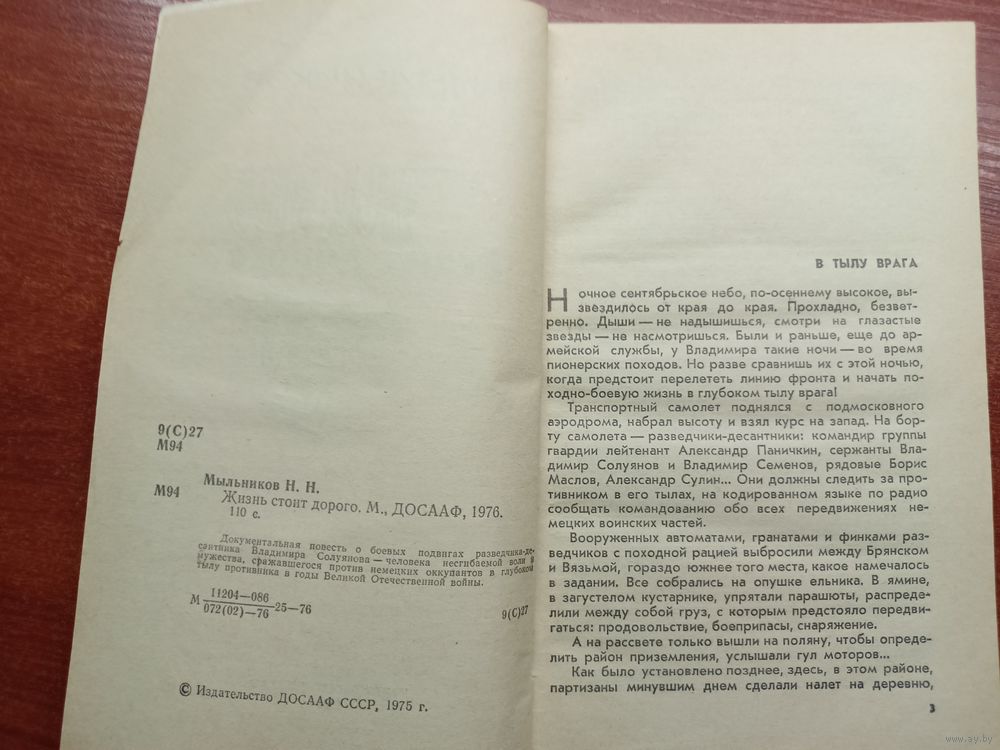 9(С)27
М94
Мыльников Н. Н.
М94
Жизнь стоит дорого. М., ДОСААФ, 1976.
110 с.
Документальная повесть о боевых подвигах разведчика-де-
сантника Владимира Солуянова — человека несгибаемой воли и
мужества, сражавшегося против немецких оккупантов в глубоком
тылу противника в годы Великой Отечественной войны.
М 11204—086
072(02)—76 25—76
9(С)27
© Издательство ДОСААФ СССР, 1975 г.
В ТЫЛУ ВРАГА
Ночное сентябрьское небо, по-осеннему высокое, вы-
звездилось от края до края. Прохладно, безвет-
ренно. Дыши — не надышишься, смотри на глазастые
звезды — не насмотришься. Были и раньше, еще до ар-
мейской службы, у Владимира такие ночи — во время
пионерских походов. Но разве сравнишь их с этой ночью,
когда предстоит перелететь линию фронта и начать по-
ходно-боевую жизнь в глубоком тылу врага!
Транспортный самолет поднялся с подмосковного
аэродрома, набрал высоту и взял курс на запад. На бор-
ту самолета — разведчики-десантники: командир группы
гвардии лейтенант Александр Паничкин, сержанты Вла-
димир Солуянов и Владимир Семенов, рядовые Борис
Маслов, Александр Сулин... Они должны следить за про-
тивником в его тылах, на кодированном языке по радио
сообщать командованию обо всех передвижениях не-
мецких воинских частей.
Вооруженных автоматами, гранатами и финками раз-
ведчиков с походной рацией выбросили между Брянском
и Вязьмой, гораздо южнее того места, какое намечалось
в задании. Все собрались на опушке ельника. В ямине,
в загустелом кустарнике, упрятали парашюты, распреде-
лили между собой груз, с которым предстояло передви-
гаться: продовольствие, боеприпасы, снаряжение.
А на рассвете только вышли на поляну, чтобы опреде-
лить район приземления, услышали гул моторов...
Как было установлено позднее, здесь, в этом районе,
партизаны минувшим днем сделали налет на деревню,
3
www.ay.by